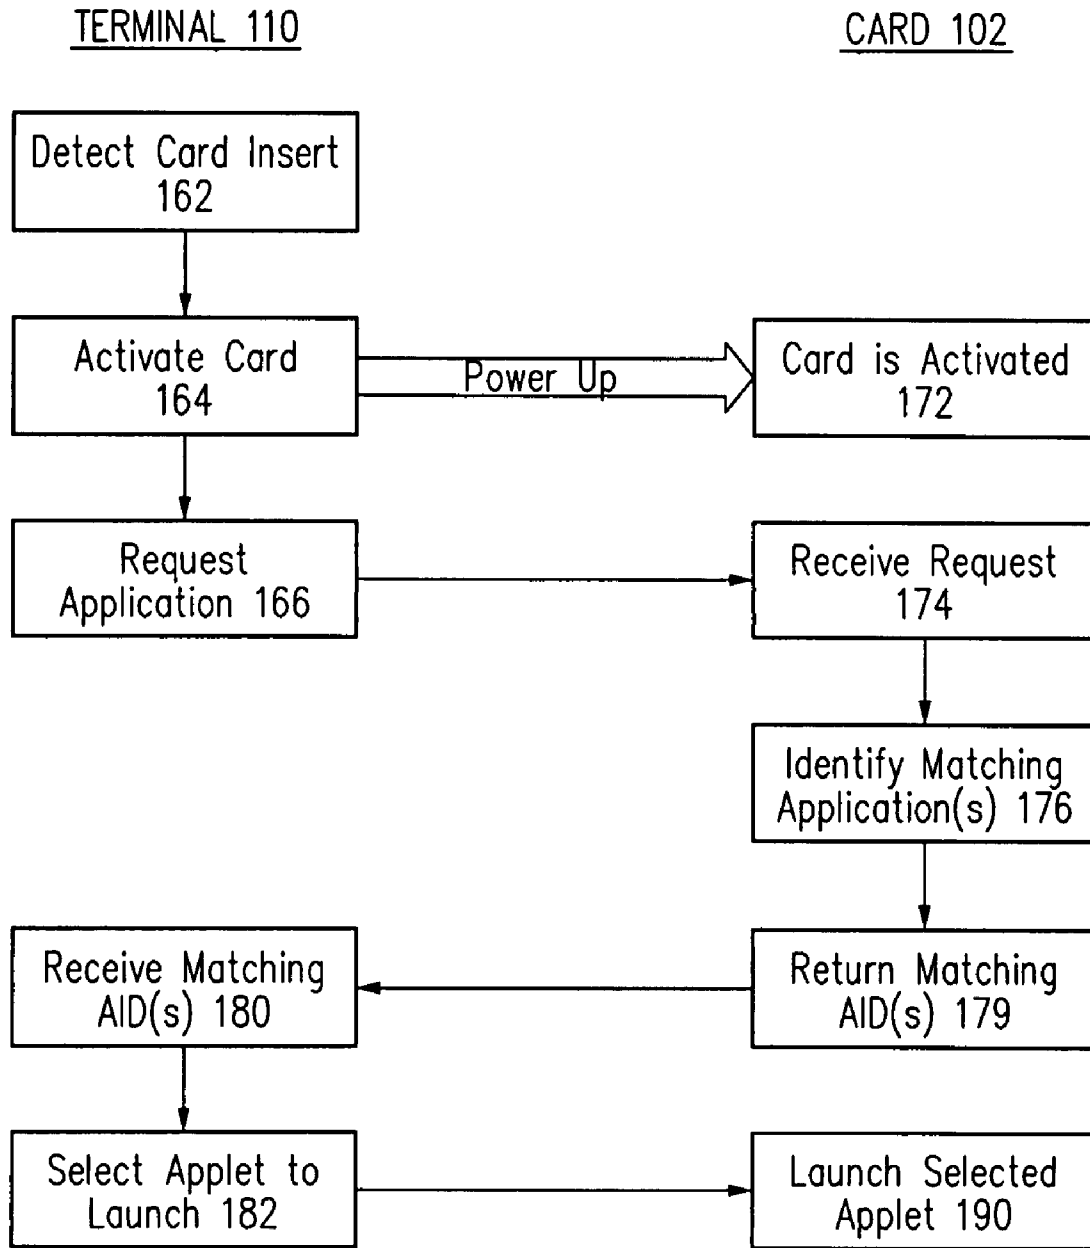 TERMINAL 110
CARD 102
Detect Card Insert
162
Activate Card
164
Power Up
Card is Activated
172
Request
Application 166
Receive Request
174
Identify Matching
Application(s) 176
Receive Matching
AID(s) 180
Return Matching
AID(s) 179
Select Applet to
Launch 182
Launch Selected
Applet 190